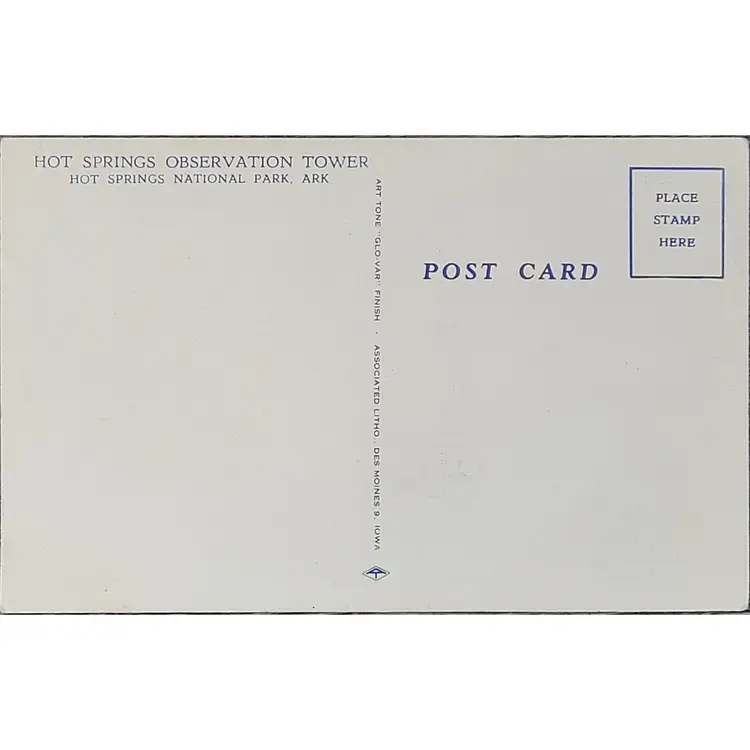 HOT SPRINGS OBSERVATION TOWER
HOT SPRINGS NATIONAL PARK, ARK
ART TONE "GLO-VAR" FINISH · ASSOCIATED LITHO. DES MOINES 9, IOWA
POST CARD
PLACE
STAMP
HERE